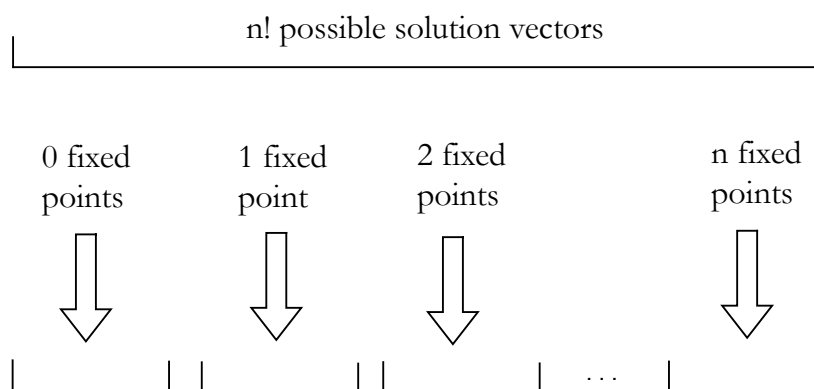 n! possible solution vectors
0 fixed
points
1 fixed
point
2 fixed
points
n fixed
points
. . .